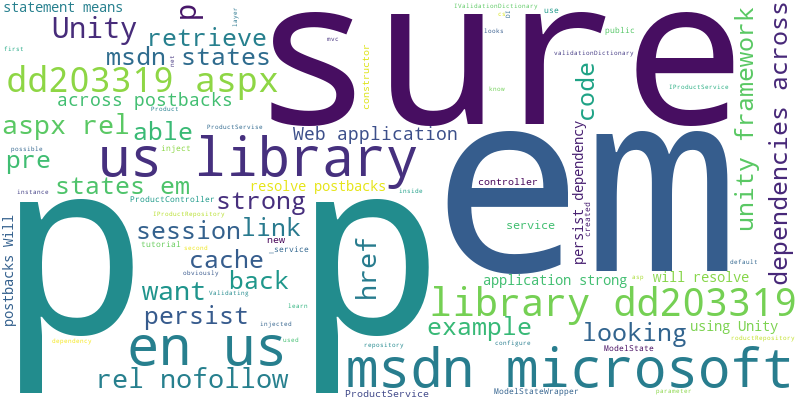 statement means
Unity
p
retrieve
msdn states
dd203319 aspx
across postbacks
aspx rel
able
pre
us library
states em
strong
session
link
cache
want
back
persist
en us
rel nofollow
p
p
sure
em
Web application
resolve postbacks
href
example
library dd203319
msdn microsoft
looking
using Unity
will resolve
application strong
code
unity framework
dependencies across
persist dependency
postbacks Will
controller
service
constructor
inject
Product
ProductServise
mvc
layer
net
first
possible
instance
tutorial
ProductController
IProductRepository
second
obviously
Validating
new
_service
dependency
injected
used
learn
inside
repository
configure
ProductService
ModelStateWrapper
ModelState
parameter
asp
roductRepository
default
created
know
looks
IValidationDictionary
DI
use
public
validationDictionary
IProductService